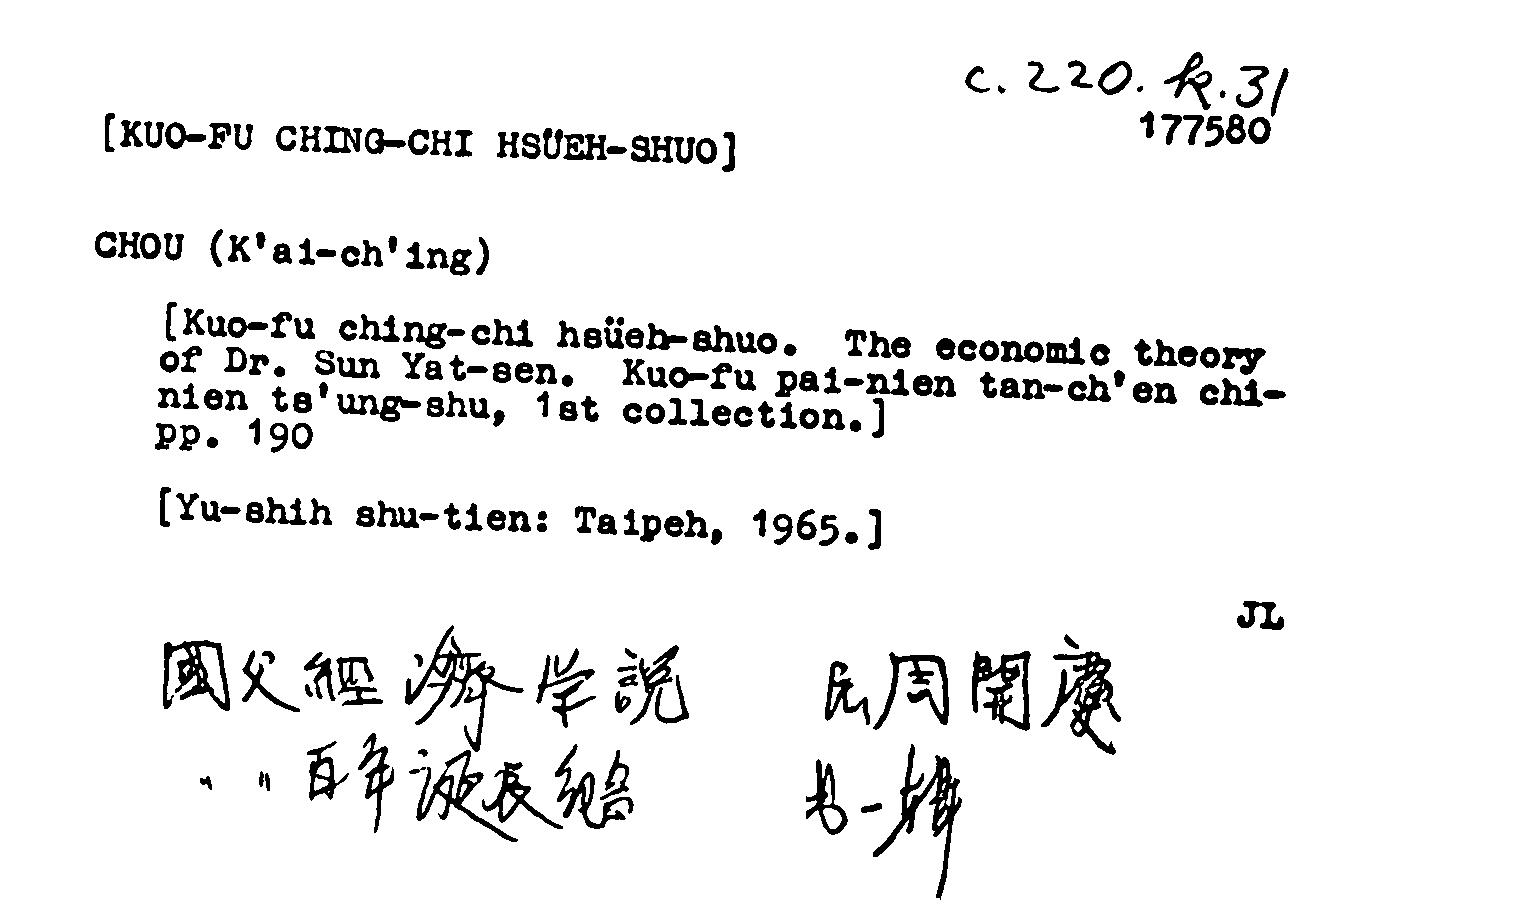 c. 220. k. 31
177580
[KUO-FU CHING-CHI HSÜEH-SHUO]
CHOU (K'ai-ch'ing)
[Kuo-fu ching-chi hsüeh-shuo.  The economic theory
of Dr. Sun Yat-sen.  Kuo-fu pai-nien tan-ch'en chi-
nien ts'ung-shu, 1st collection.]
pp. 190
[Yu-shih shu-tien: Taipeh, 1965.]
JL
國父經濟学説 周開慶
〃 〃 百年誕辰紀 一輯